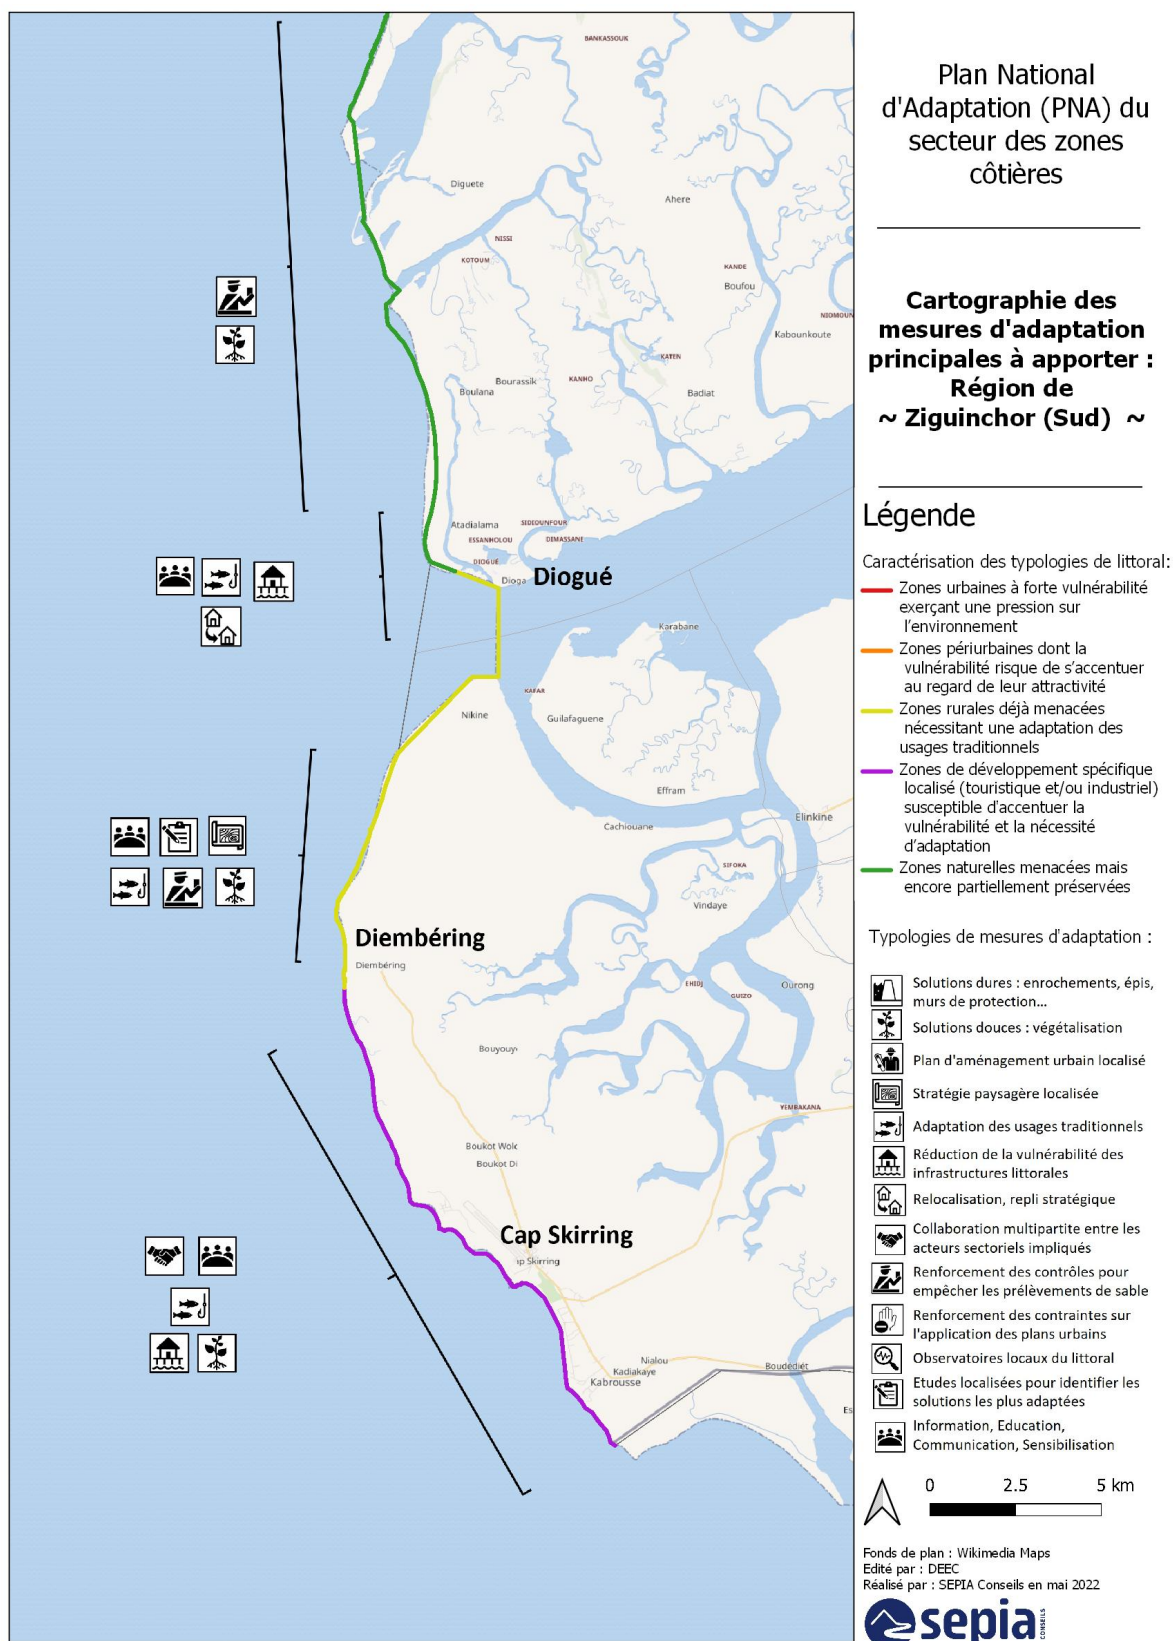 Plan National
d'Adaptation (PNA) du
secteur des zones
côtières
Cartographie des
mesures d'adaptation
principales à apporter :
Région de
~ Ziguinchor (Sud) ~
Légende
Caractérisation des typologies de littoral:
Zones urbaines à forte vulnérabilité
exerçant une pression sur
l'environnement
Zones périurbaines dont la
vulnérabilité risque de s'accentuer
au regard de leur attractivité
Zones rurales déjà menacées
nécessitant une adaptation des
usages traditionnels
Zones de développement spécifique
localisé (touristique et/ou industriel)
susceptible d'accentuer la
vulnérabilité et la nécessité
d'adaptation
Zones naturelles menacées mais
encore partiellement préservées
Typologies de mesures d'adaptation :
Solutions dures : enrochements, épis,
murs de protection...
Solutions douces : végétalisation
Plan d'aménagement urbain localisé
Stratégie paysagère localisée
Adaptation des usages traditionnels
Réduction de la vulnérabilité des
infrastructures littorales
Relocalisation, repli stratégique
Collaboration multipartite entre les
acteurs sectoriels impliqués
Renforcement des contrôles pour
empêcher les prélèvements de sable
Renforcement des contraintes sur
l'application des plans urbains
Observatoires locaux du littoral
Etudes localisées pour identifier les
solutions les plus adaptées
Information, Education,
Communication, Sensibilisation
0 2.5 5 km
Fonds de plan : Wikimedia Maps
Edité par : DEEC
Réalisé par : SEPIA Conseils en mai 2022
sepia
CONSEILS
BANKASSOUK
Diguete
Ahere
NISSI
KOTOUM
KANDE
Boufou
NIOMOUN
Kabounkoute
KATEN
Bourassik
KANHO
Boulana
Badiat
Atadialama
SIDIOUNFOUR
ESSANHOLOU
DIMASSANE
DIOGUÉ
Dioga
Diogué
Karabane
KAFAR
Nikine
Guilafaguene
Effram
Cachiouane
Elinkine
SIFOKA
Vindaye
Diembéring
Diembéring
EHIDJ
GUIZO
Ourong
Bouyouy
YEMBAKANA
Boukot Wolc
Boukot Di
Cap Skirring
ap Skirring
Nialou
Kadiakaye
Boudediét
Kabrousse
Es